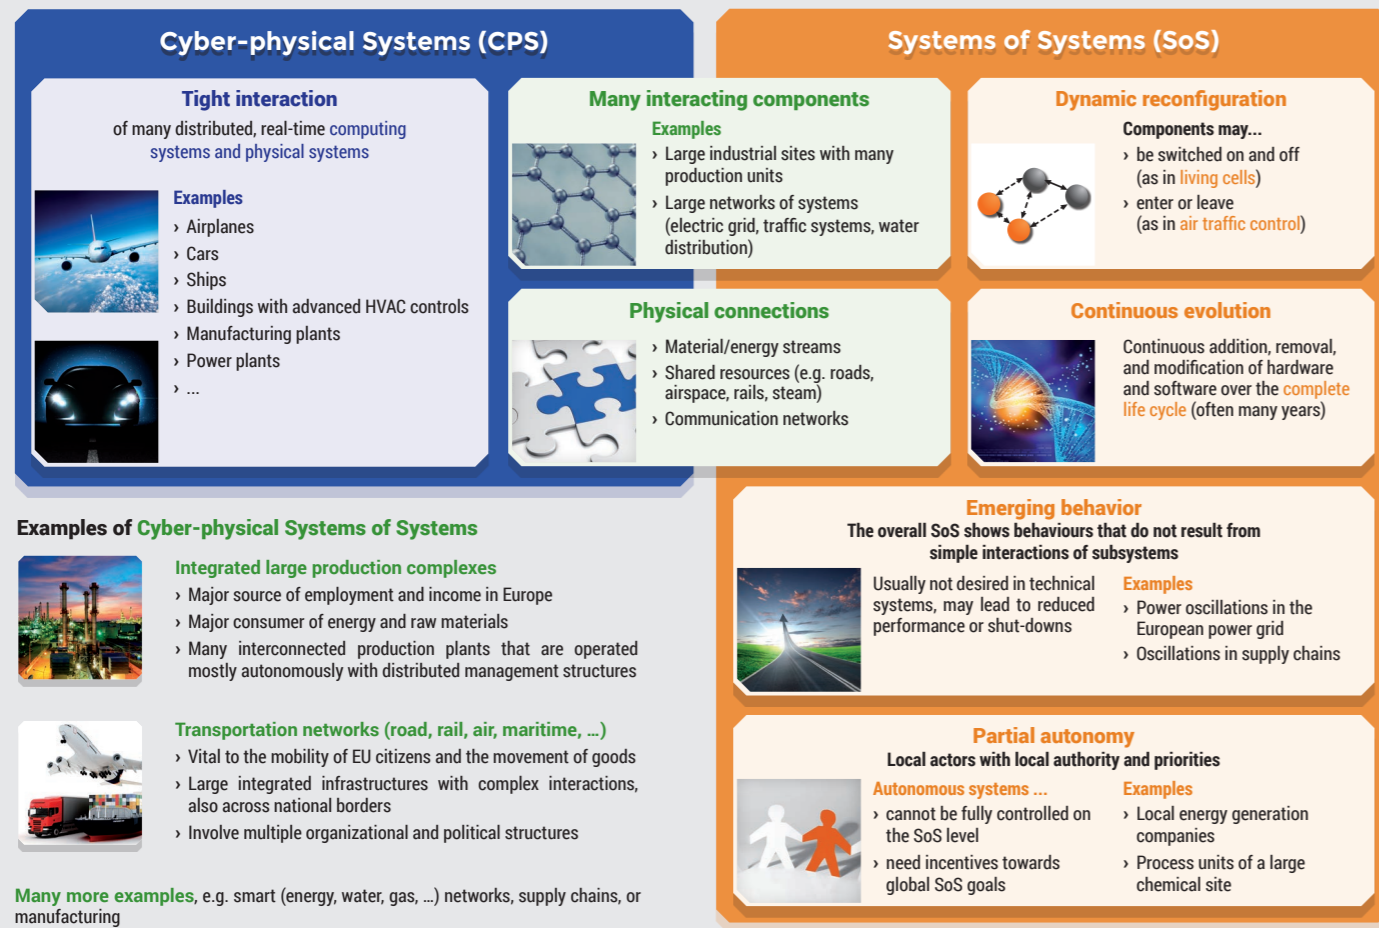 Cyber-physical Systems (CPS)
Tight interaction
of many distributed, real-time computing
systems and physical systems
Examples
› Airplanes
› Cars
› Ships
› Buildings with advanced HVAC controls
› Manufacturing plants
› Power plants
› ...
Many interacting components
Examples
› Large industrial sites with many
production units
› Large networks of systems
(electric grid, traffic systems, water
distribution)
Physical connections
› Material/energy streams
› Shared resources (e.g. roads,
airspace, rails, steam)
› Communication networks
Systems of Systems (SoS)
Dynamic reconfiguration
Components may...
› be switched on and off
(as in living cells)
› enter or leave
(as in air traffic control)
Continuous evolution
Continuous addition, removal,
and modification of hardware
and software over the complete
life cycle (often many years)
Emerging behavior
The overall SoS shows behaviours that do not result from
simple interactions of subsystems
Usually not desired in technical
systems, may lead to reduced
performance or shut-downs
Examples
› Power oscillations in the
European power grid
› Oscillations in supply chains
Partial autonomy
Local actors with local authority and priorities
Autonomous systems ...
› cannot be fully controlled on
the SoS level
› need incentives towards
global SoS goals
Examples
› Local energy generation
companies
› Process units of a large
chemical site
Examples of Cyber-physical Systems of Systems
Integrated large production complexes
› Major source of employment and income in Europe
› Major consumer of energy and raw materials
› Many interconnected production plants that are operated
mostly autonomously with distributed management structures
Transportation networks (road, rail, air, maritime, ...)
› Vital to the mobility of EU citizens and the movement of goods
› Large integrated infrastructures with complex interactions,
also across national borders
› Involve multiple organizational and political structures
Many more examples, e.g. smart (energy, water, gas, ...) networks, supply chains, or
manufacturing